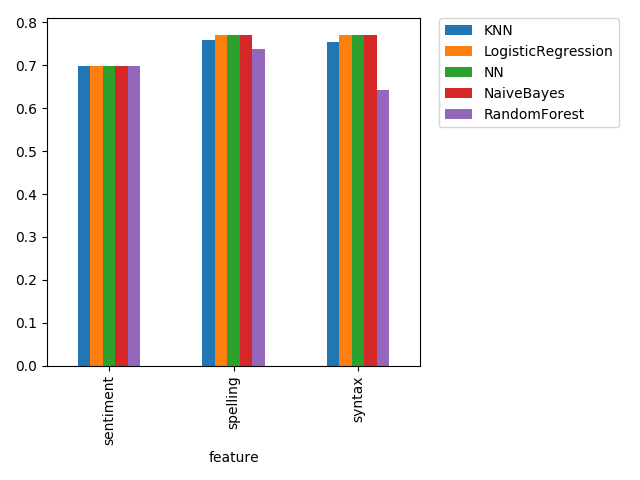 0.8
0.7
0.6
0.5
0.4
0.3
0.2
0.1
0.0
sentiment
spelling
syntax
feature
KNN
LogisticRegression
NN
NaiveBayes
RandomForest